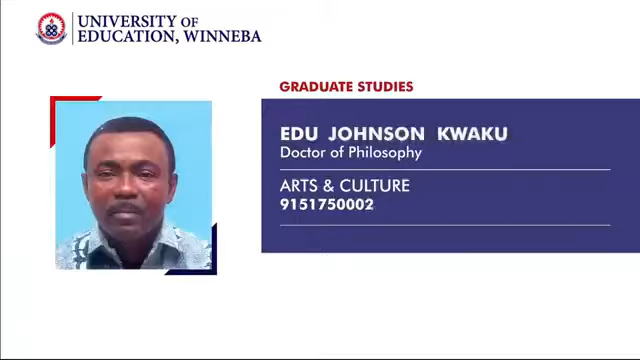 UNIVERSITY OF
EDUCATION, WINNEBA
GRADUATE STUDIES
EDU JOHNSON KWAKU
Doctor of Philosophy
ARTS & CULTURE
9151750002